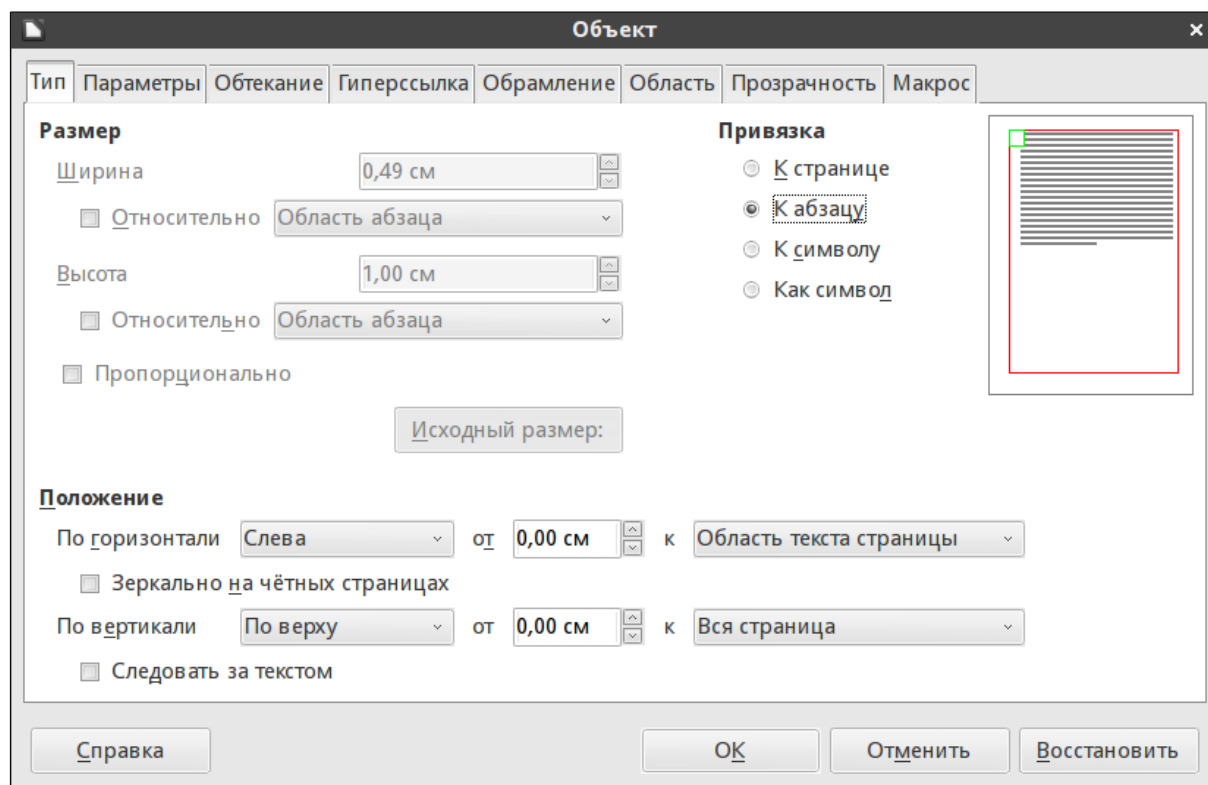 Объект
Тип Параметры Обтекание Гиперссылка Обрамление Область Прозрачность Макрос
Размер
Ширина 0,49 см
Относительно Область абзаца
Высота 1,00 см
Относительно Область абзаца
Пропорционально
Исходный размер:
Привязка
К странице
К абзацу
К символу
Как символ
Положение
По горизонтали Слева от 0,00 см к Область текста страницы
Зеркально на чётных страницах
По вертикали По верху от 0,00 см к Вся страница
Следовать за текстом
Справка ОК Отменить Восстановить